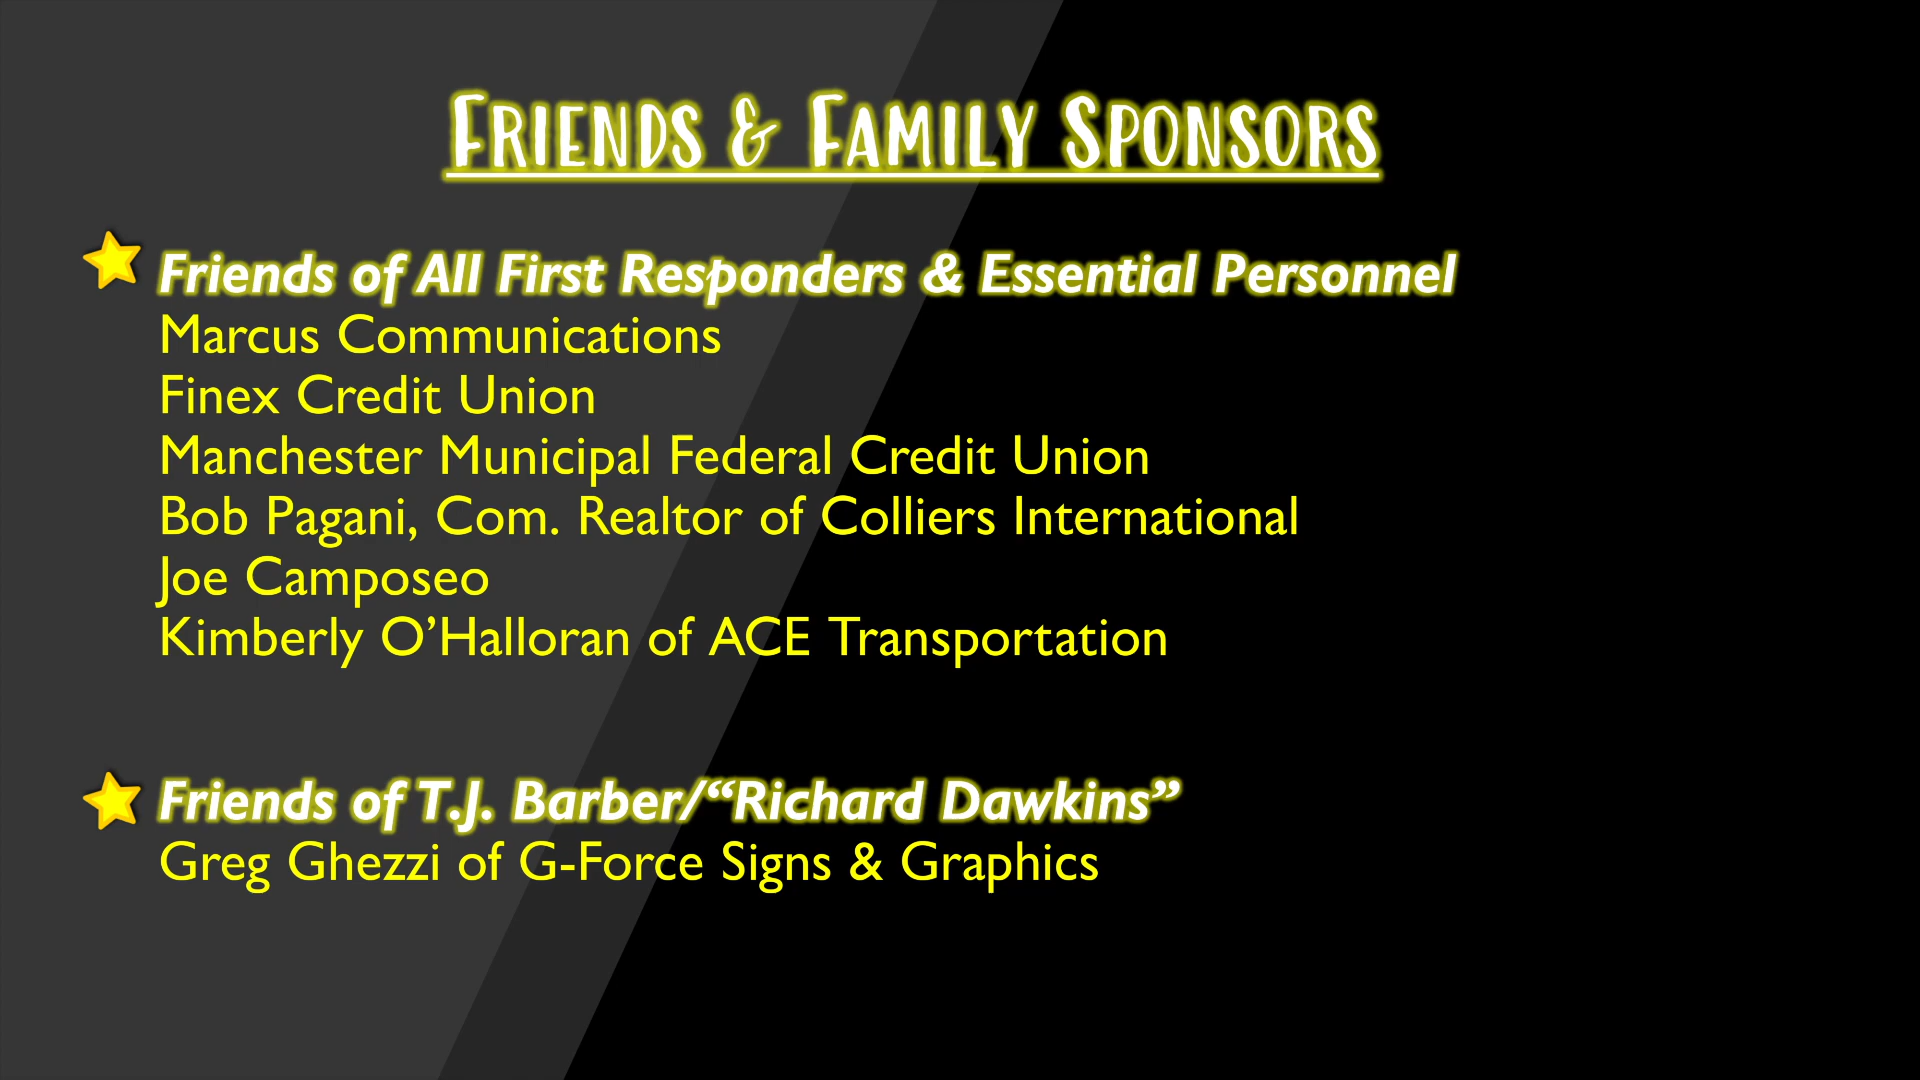 Friends & Family Sponsors
Friends of All First Responders & Essential Personnel
Marcus Communications
Finex Credit Union
Manchester Municipal Federal Credit Union
Bob Pagani, Com. Realtor of Colliers International
Joe Camposeo
Kimberly O’Halloran of ACE Transportation
Friends of T.J. Barber/“Richard Dawkins”
Greg Ghezzi of G-Force Signs & Graphics